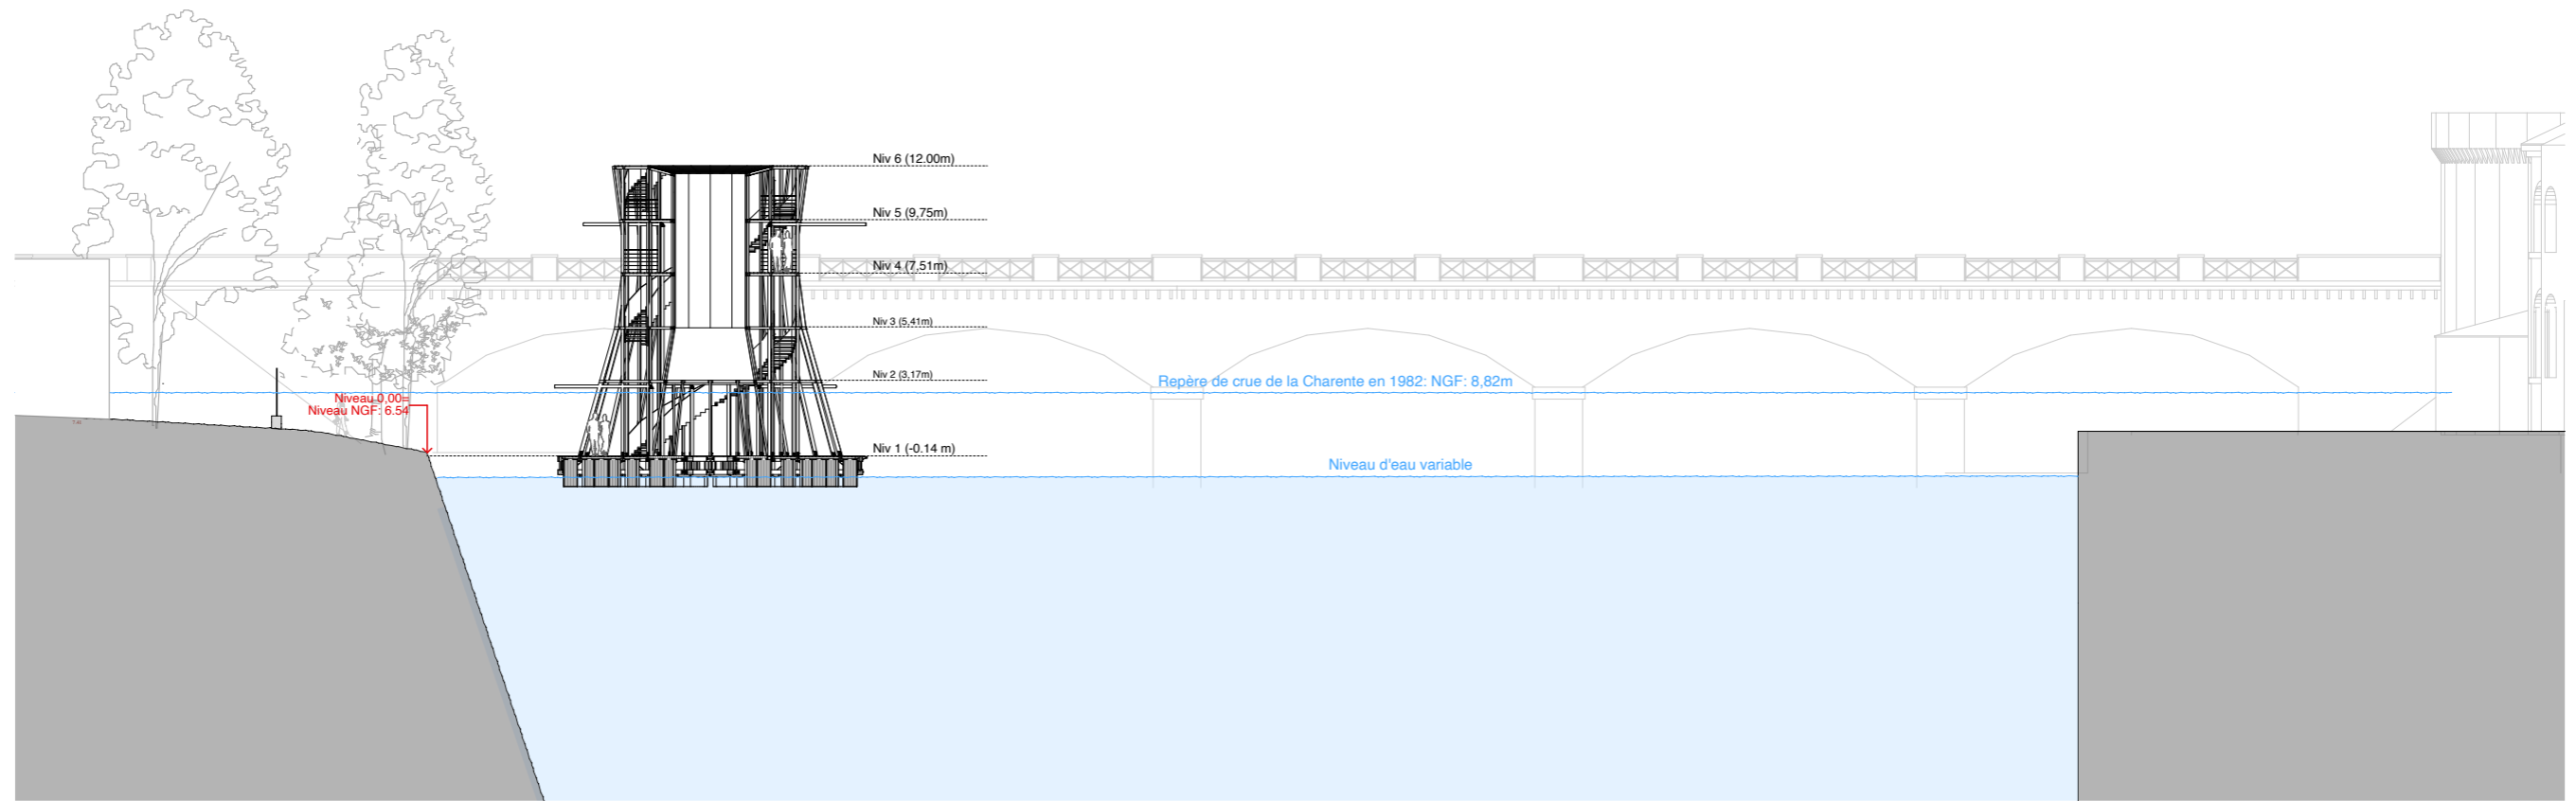 Niv 6 (12.00m)
Niv 5 (9,75m)
Niv 4 (7,51m)
Niv 3 (5,41m)
Niv 2 (3,17m)
Repère de crue de la Charente en 1982: NGF: 8,82m
Niveau 0,00=
Niveau NGF: 6.54
Niv 1 (-0.14 m)
Niveau d'eau variable